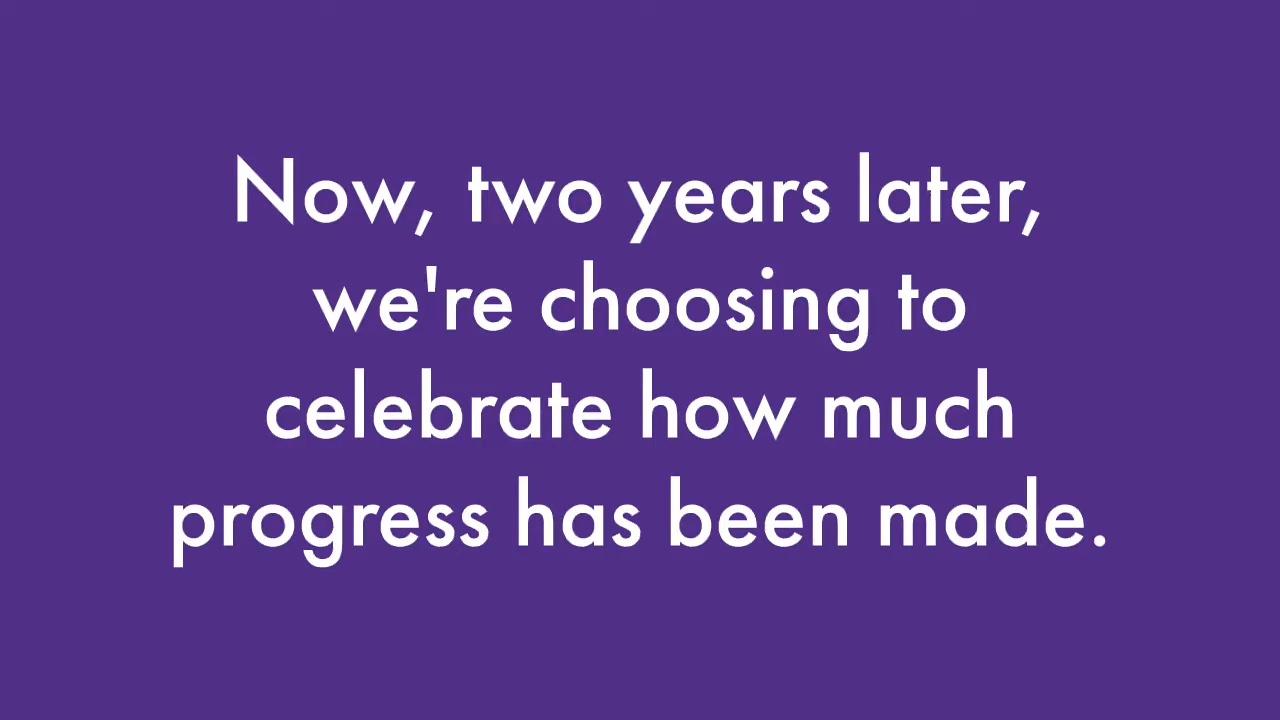 Now, two years later,
we're choosing to
celebrate how much
progress has been made.